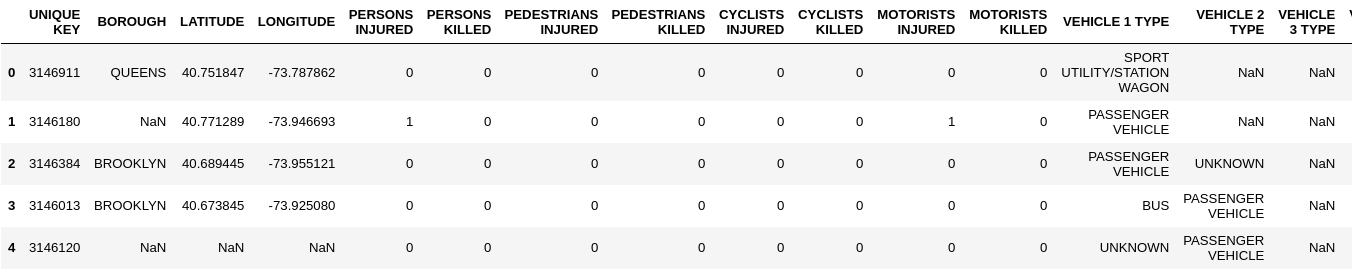 UNIQUE KEY BOROUGH LATITUDE LONGITUDE PERSONS INJURED PERSONS KILLED PEDESTRIANS INJURED PEDESTRIANS KILLED CYCLISTS INJURED CYCLISTS KILLED MOTORISTS INJURED MOTORISTS KILLED VEHICLE 1 TYPE VEHICLE 2 TYPE VEHICLE 3 TYPE
0 3146911 QUEENS 40.751847 -73.787862 0 0 0 0 0 0 0 0 SPORT UTILITY/STATION WAGON NaN NaN
1 3146180 NaN 40.771289 -73.946693 1 0 0 0 0 0 1 0 PASSENGER VEHICLE NaN NaN
2 3146384 BROOKLYN 40.689445 -73.955121 0 0 0 0 0 0 0 0 PASSENGER VEHICLE UNKNOWN NaN
3 3146013 BROOKLYN 40.673845 -73.925080 0 0 0 0 0 0 0 0 BUS PASSENGER VEHICLE NaN
4 3146120 NaN NaN NaN 0 0 0 0 0 0 0 0 UNKNOWN PASSENGER VEHICLE NaN